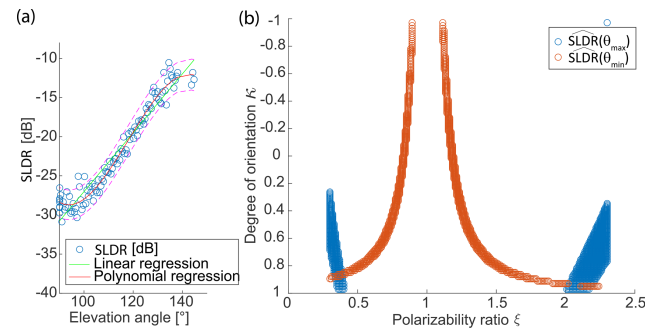 (a)
SLDR [dB]
-10
-15
-20
-25
-30
-35
-40
100
120
140
Elevation angle [°]
SLDR [dB]
Linear regression
Polynomial regression
(b)
Degree of orientation κ
-1
-0.8
-0.6
-0.4
-0.2
0
0.2
0.4
0.6
0.8
1
0
0.5
1
1.5
2
2.5
Polarizability ratio ξ
SLDR(θmax)
SLDR(θmin)